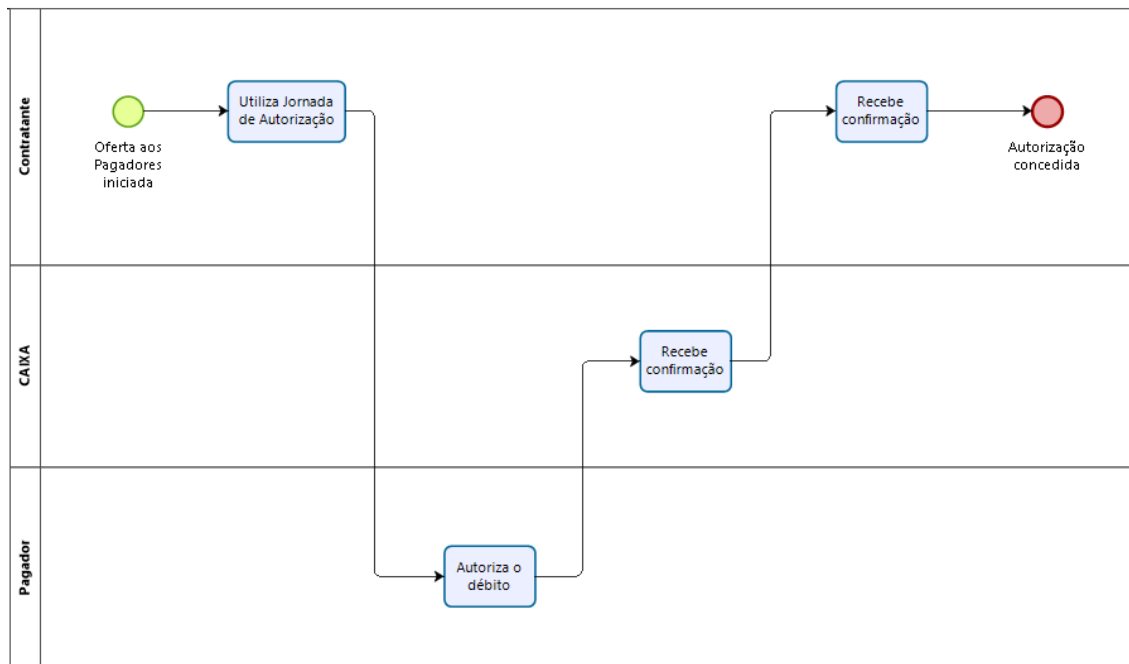 Contratante
Oferta aos
Pagadores
iniciada
Utiliza Jornada
de Autorização
Recebe
confirmação
Autorização
concedida
CAIXA
Recebe
confirmação
Pagador
Autoriza o
débito